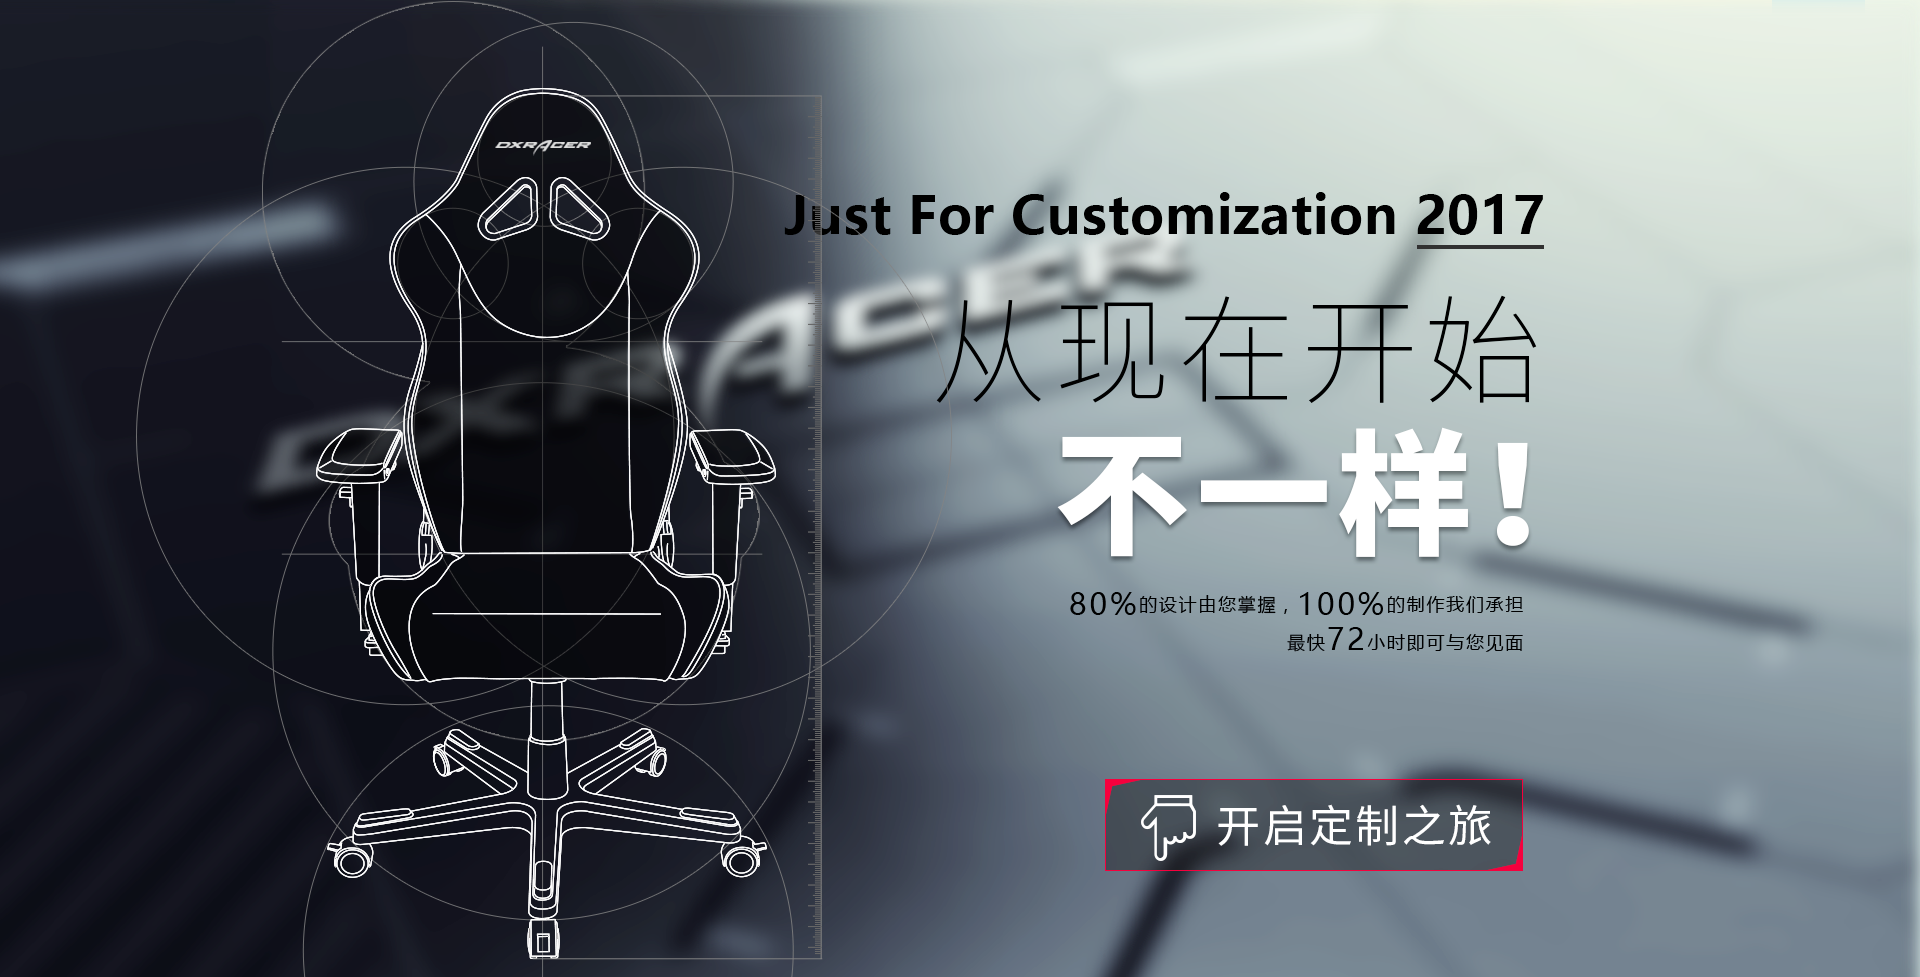 DXRACER
Just For Customization 2017
DXRACER
从现在开始
不一样！
80%的设计由您掌握，100%的制作我们承担
最快72小时即可与您见面
开启定制之旅